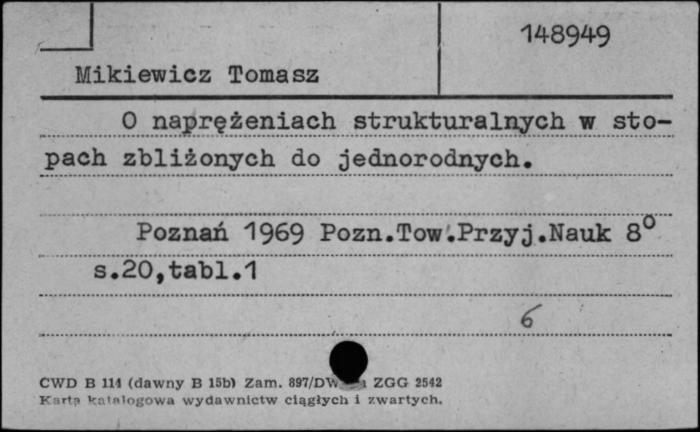 148949
Mikiewicz Tomasz
O naprężeniach strukturalnych w sto-
pach zbliżonych do jednorodnych.
Poznań 1969 Pozn.Tow.Przyj.Nauk 8°
s.20,tabl.1
6
CWD B 114 (dawny B 15b) Zam. 897/DW ZGG 2542
Karta katalogowa wydawnictw ciągłych i zwartych.